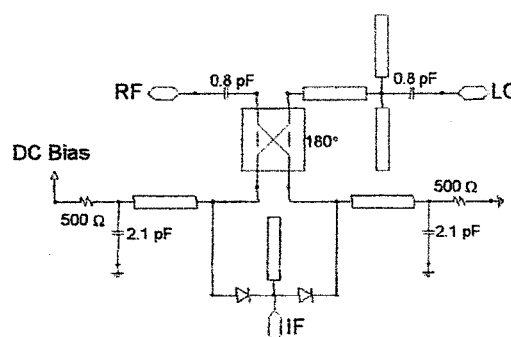 0.8 pF
0.8 pF
RF
LO
180°
DC Bias
500 Ω
500 Ω
2.1 pF
2.1 pF
IF